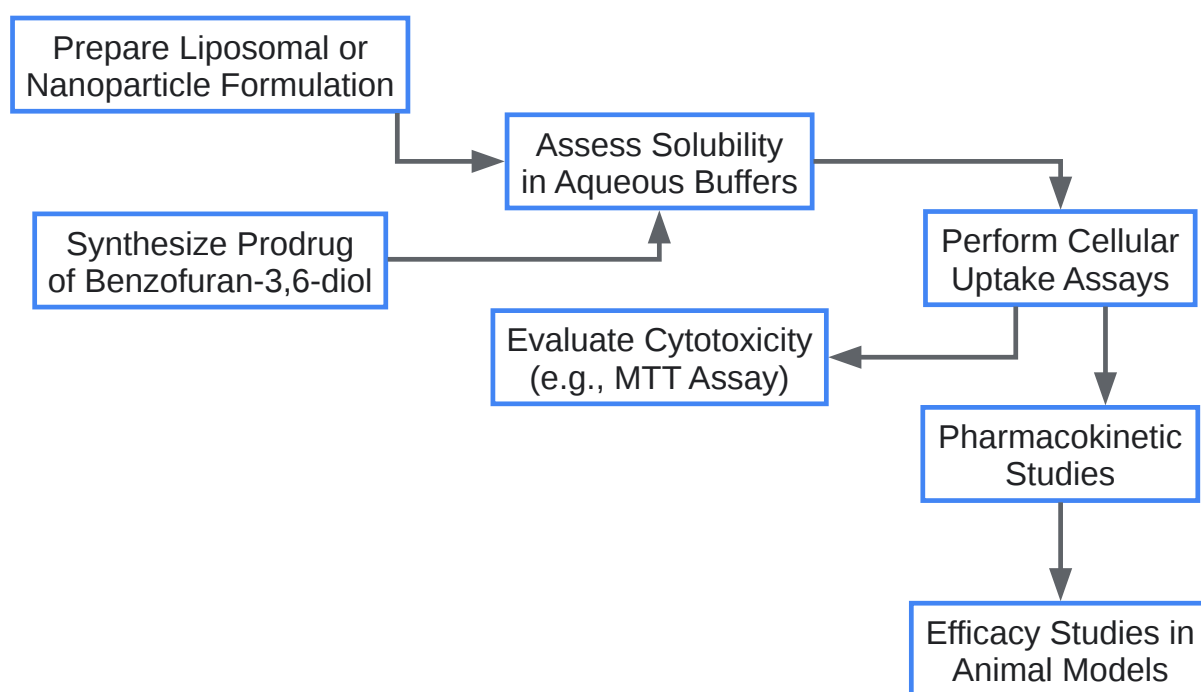 Prepare Liposomal or
Nanoparticle Formulation
Assess Solubility
in Aqueous Buffers
Synthesize Prodrug
of Benzofuran-3,6-diol
Perform Cellular
Uptake Assays
Evaluate Cytotoxicity
(e.g., MTT Assay)
Pharmacokinetic
Studies
Efficacy Studies in
Animal Models